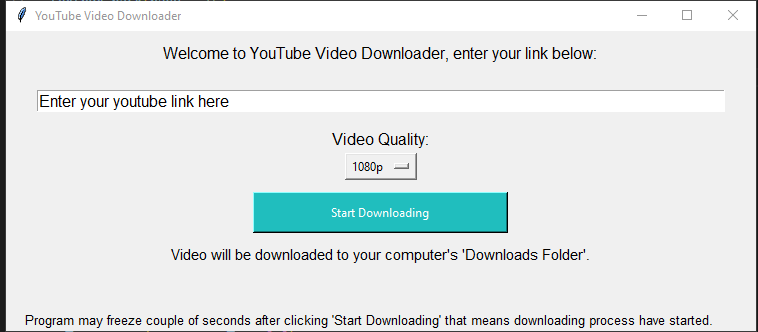 YouTube Video Downloader
Welcome to YouTube Video Downloader, enter your link below:
Enter your youtube link here
Video Quality:
1080p
Start Downloading
Video will be downloaded to your computer's 'Downloads Folder'.
Program may freeze couple of seconds after clicking 'Start Downloading' that means downloading process have started.